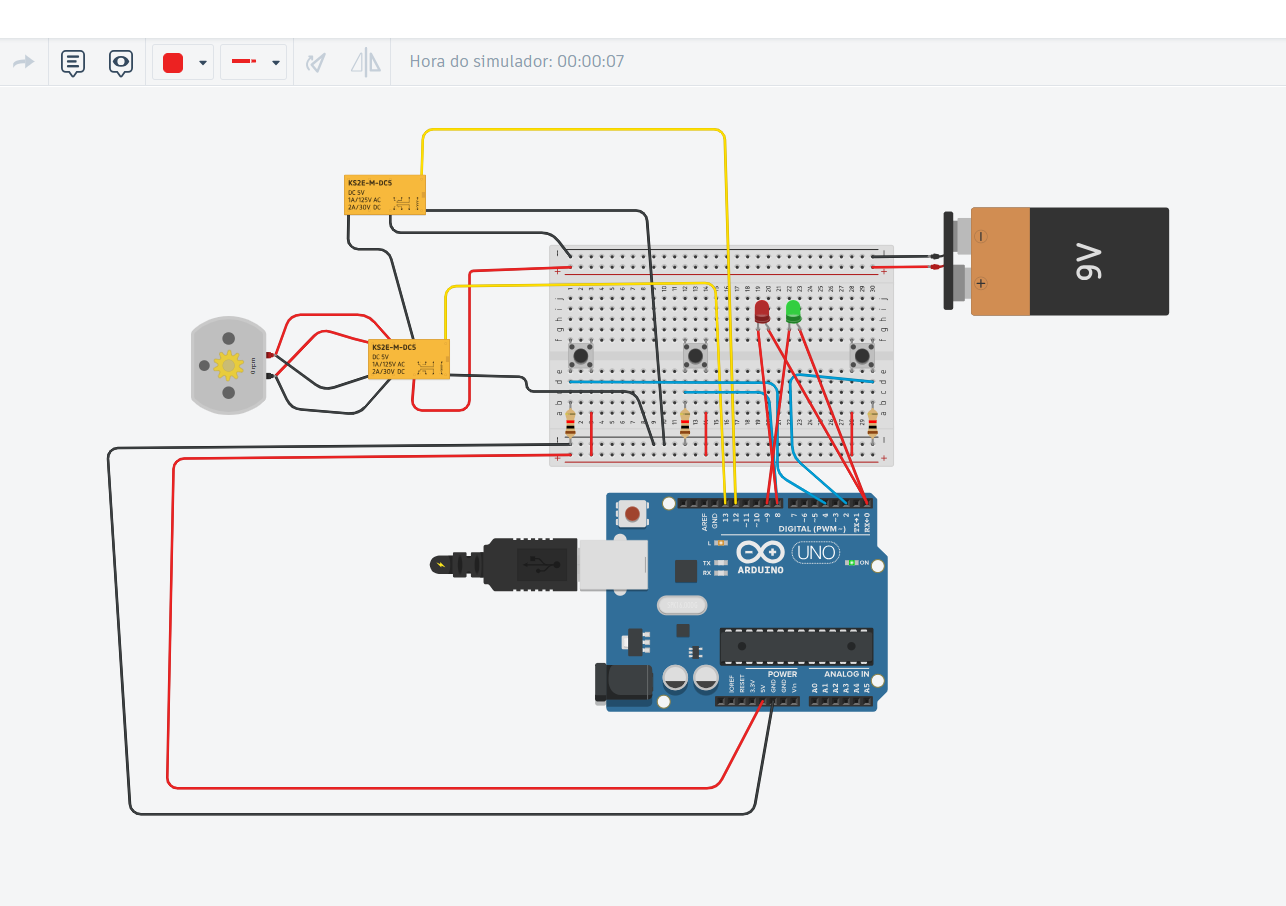 Hora do simulador: 00:00:07
KS2E-M-DC5
DC 5V
1A/125V AC
2A/30V DC
9V
KS2E-M-DC5
DC 5V
1A/125V AC
2A/30V DC
0 rpm
AREF
GND
13
12
~11
~10
~9
8
7
~6
~5
4
~3
2
TX→1
RX←0
DIGITAL (PWM~)
L
TX
RX
ARDUINO
UNO
ON
POWER
ANALOG IN
IOREF
RESET
3.3V
5V
GND
GND
Vin
A0
A1
A2
A3
A4
A5